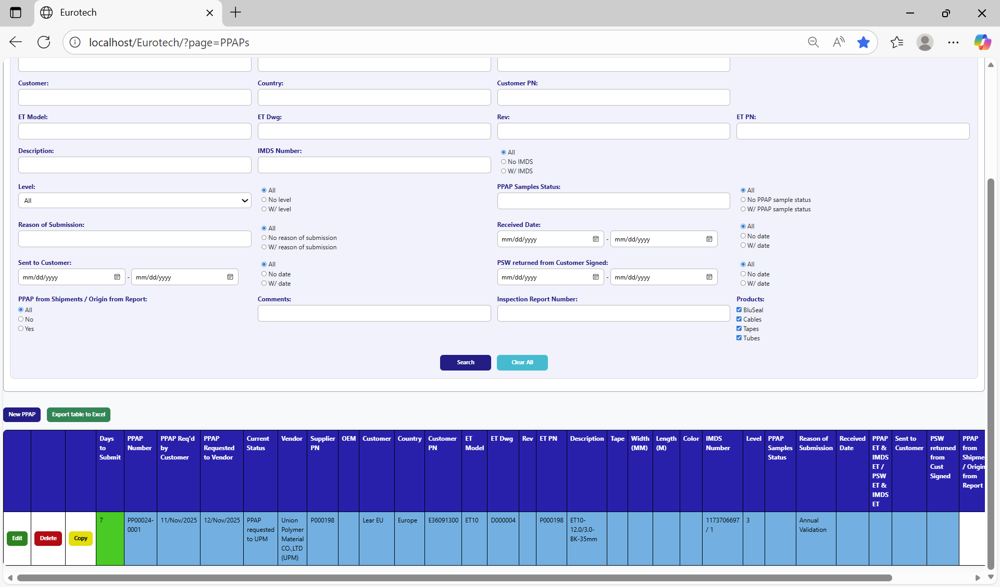 Eurotech
localhost/Eurotech/?page=PPAPs
Customer:
Country:
Customer PN:
ET Model:
ET Dwg:
Rev:
ET PN:
Description:
IMDS Number:
All
No IMDS
W/ IMDS
Level:
All
All
No level
W/ level
PPAP Samples Status:
All
No PPAP sample status
W/ PPAP sample status
Reason of Submission:
All
No reason of submission
W/ reason of submission
Received Date:
mm/dd/yyyy - mm/dd/yyyy
All
No date
W/ date
Sent to Customer:
mm/dd/yyyy - mm/dd/yyyy
All
No date
W/ date
PSW returned from Customer Signed:
mm/dd/yyyy - mm/dd/yyyy
All
No date
W/ date
PPAP from Shipments / Origin from Report:
All
No
Yes
Comments:
Inspection Report Number:
Products:
BluSeal
Cables
Tapes
Tubes
Search
Clear All
New PPAP
Export table to Excel
Days
to
Submit
PPAP
Number
PPAP Req'd
by
Customer
PPAP
Requested
to Vendor
Current
Status
Vendor
Supplier
PN
OEM
Customer
Country
Customer
PN
ET
Model
ET Dwg
Rev
ET PN
Description
Tape
Width
(MM)
Length
(M)
Color
IMDS
Number
Level
PPAP
Samples
Status
Reason of
Submission
Received
Date
PPAP
ET &
IMDS
ET /
PSW
ET &
IMDS
ET
Sent to
Customer
PSW
returned
from
Cust
Signed
PPAP
from
Shipme
/ Origin
from
Report
Edit
Delete
Copy
7
PP00024-
0001
11/Nov/2025
12/Nov/2025
PPAP
requested
to UPM
Union
Polymer
Material
CO.,LTD
(UPM)
P000198
Lear EU
Europe
E36091300
ET10
D000004
P000198
ET10-
12.0/3.0-
BK-35mm
1173706697
/ 1
3
Annual
Validation